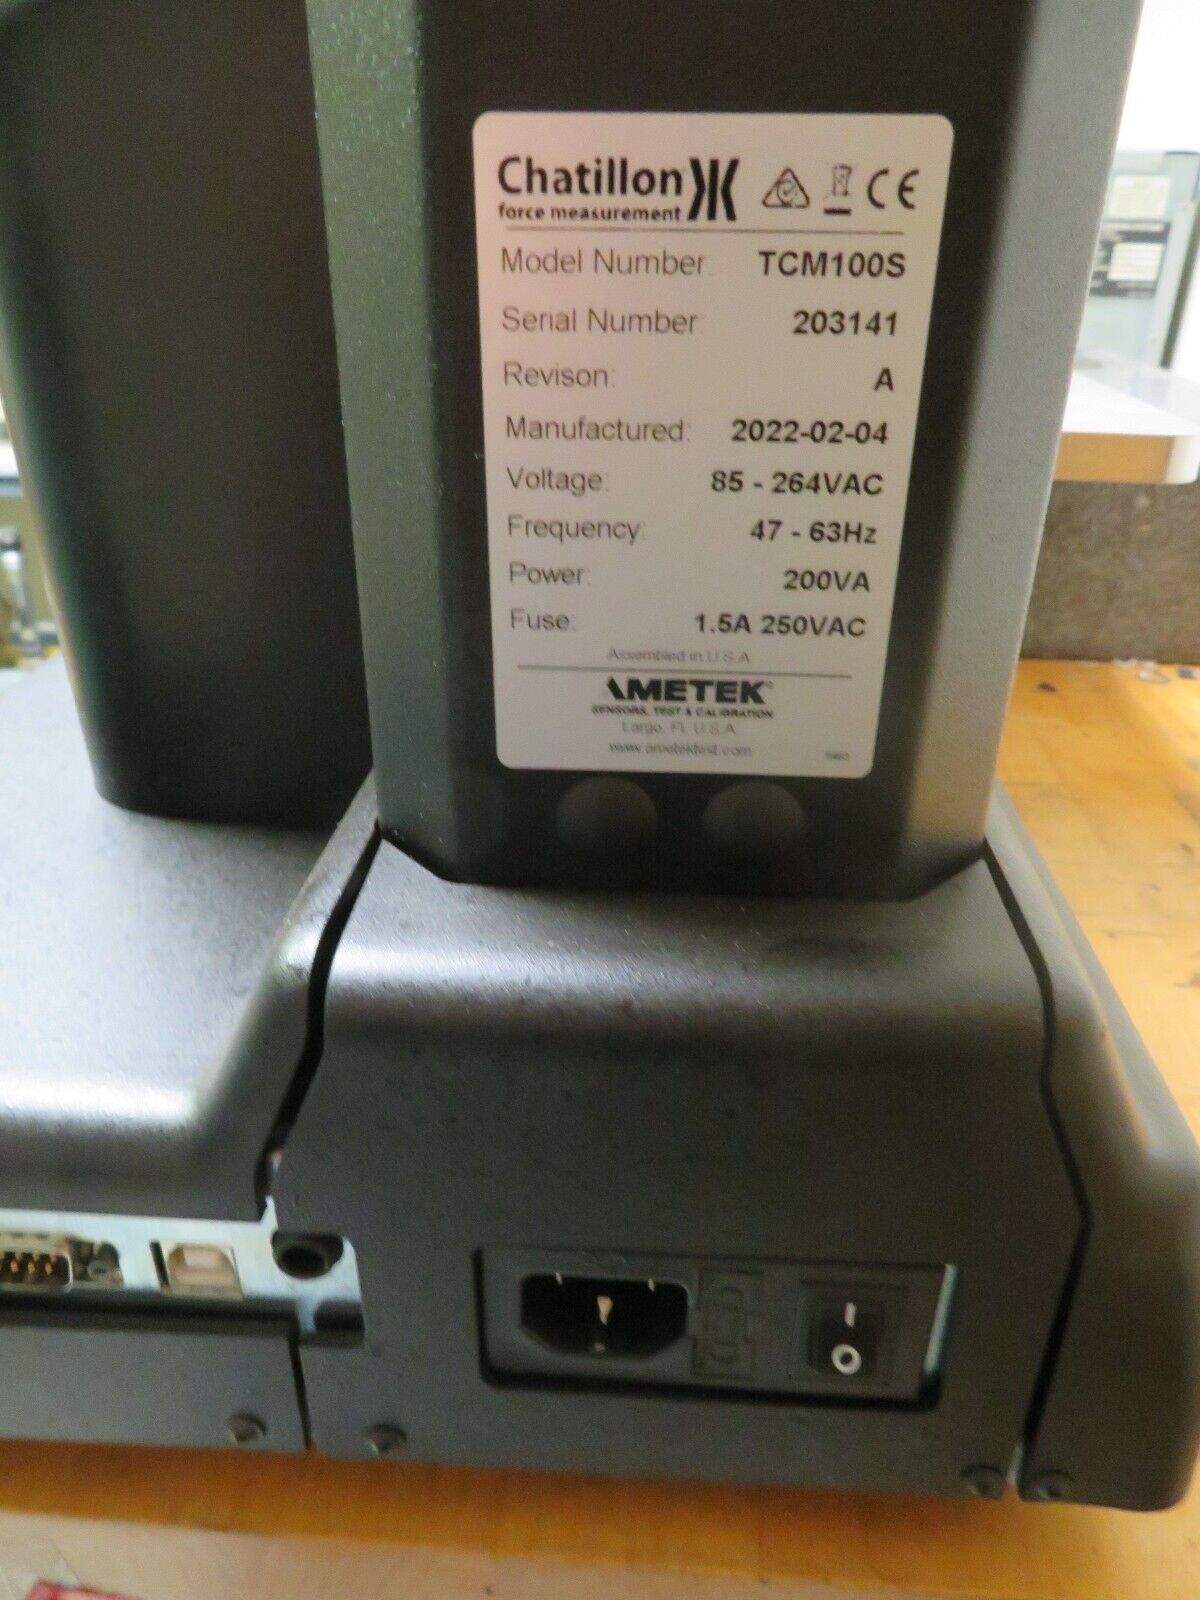 Chatillon
force measurement
CE
Model Number: TCM100S
Serial Number: 203141
Revison: A
Manufactured: 2022-02-04
Voltage: 85 - 264VAC
Frequency: 47 - 63Hz
Power: 200VA
Fuse: 1.5A 250VAC
Assembled in U.S.A
AMETEK®
SENSORS, TEST & CALIBRATION
Largo, FL U.S.A.
www.ametektest.com